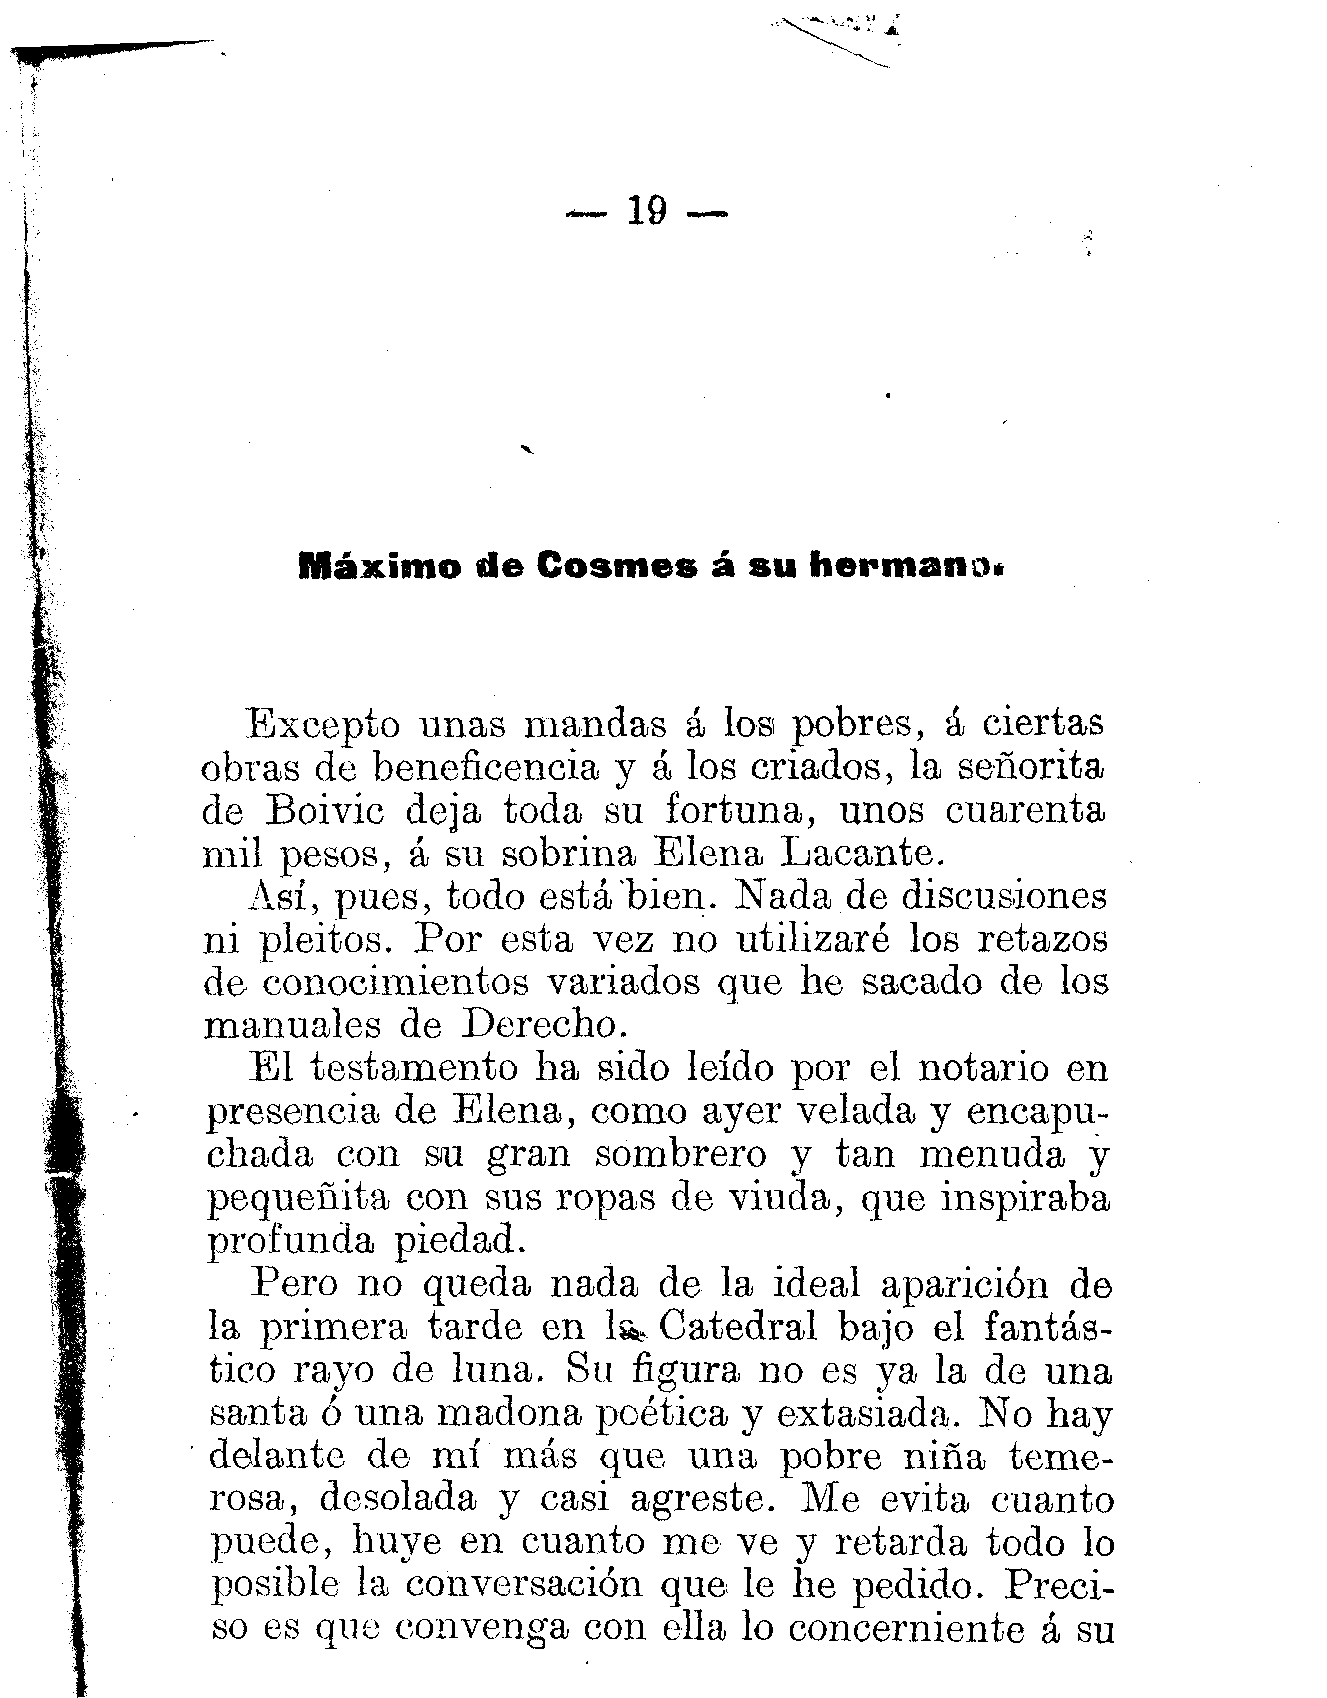 — 19 —
Máximo de Cosmes á su hermano.
Excepto unas mandas á los pobres, á ciertas
obras de beneficencia y á los criados, la señorita
de Boivic deja toda su fortuna, unos cuarenta
mil pesos, á su sobrina Elena Lacante.
Así, pues, todo está bien. Nada de discusiones
ni pleitos. Por esta vez no utilizaré los retazos
de conocimientos variados que he sacado de los
manuales de Derecho.
El testamento ha sido leído por el notario en
presencia de Elena, como ayer velada y encapu-
chada con su gran sombrero y tan menuda y
pequeñita con sus ropas de viuda, que inspiraba
profunda piedad.
Pero no queda nada de la ideal aparición de
la primera tarde en la Catedral bajo el fantás-
tico rayo de luna. Su figura no es ya la de una
santa ó una madona poética y extasiada. No hay
delante de mí más que una pobre niña teme-
rosa, desolada y casi agreste. Me evita cuanto
puede, huye en cuanto me ve y retarda todo lo
posible la conversación que le he pedido. Preci-
so es que convenga con ella lo concerniente á su